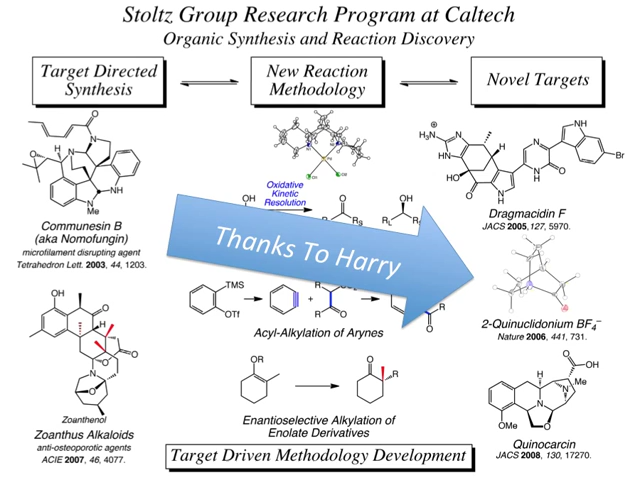 Stoltz Group Research Program at Caltech
Organic Synthesis and Reaction Discovery
Target Directed
Synthesis
New Reaction
Methodology
Novel Targets
Communesin B
(aka Nomofungin)
microfilament disrupting agent
Tetrahedron Lett. 2003, 44, 1203.
Oxidative
Kinetic
Resolution
Dragmacidin F
JACS 2005, 127, 5970.
Thanks To Harry
TMS
OTf
Acyl-Alkylation of Arynes
2-Quinuclidonium BF₄⁻
Nature 2006, 441, 731.
Zoanthenol
Zoanthus Alkaloids
anti-osteoporotic agents
ACIE 2007, 46, 4077.
Enantioselective Alkylation of
Enolate Derivatives
Quinocarcin
JACS 2008, 130, 17270.
Target Driven Methodology Development